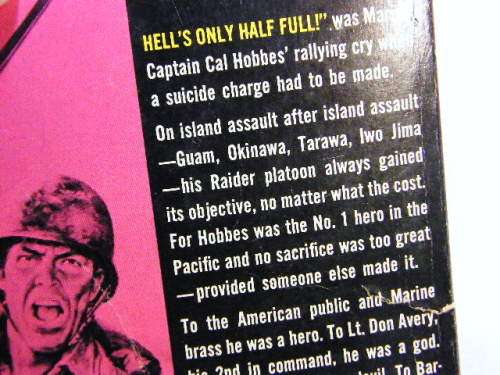 HELL'S ONLY HALF FULL!" was
Captain Cal Hobbes' rallying cry
a suicide charge had to be made.
On island assault after island assault
—Guam, Okinawa, Tarawa, Iwo Jima
—his Raider platoon always gained
its objective, no matter what the cost.
For Hobbes was the No. 1 hero in the
Pacific and no sacrifice was too great
—provided someone else made it.
To the American public and Marine
brass he was a hero. To Lt. Don Avery,
his 2nd in command, he was a god.
devil. To Bar-